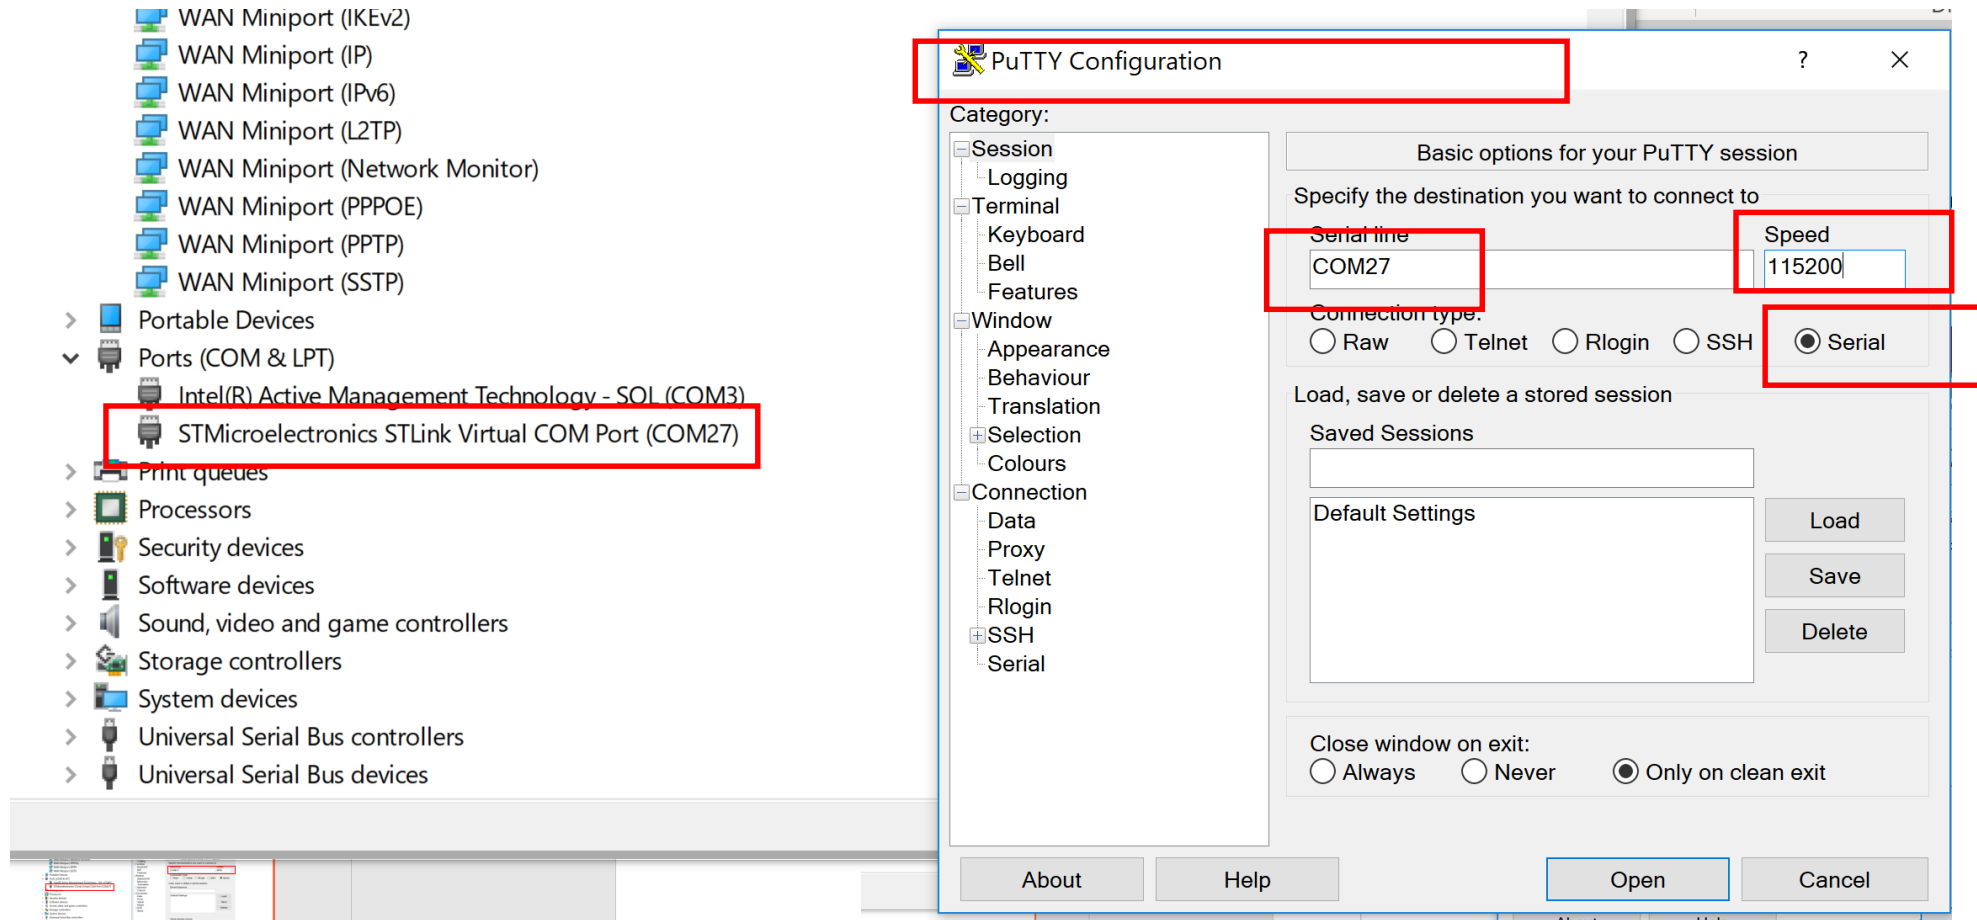 WAN Miniport (IKEv2)
WAN Miniport (IP)
WAN Miniport (IPv6)
WAN Miniport (L2TP)
WAN Miniport (Network Monitor)
WAN Miniport (PPPOE)
WAN Miniport (PPTP)
WAN Miniport (SSTP)
Portable Devices
Ports (COM & LPT)
Intel(R) Active Management Technology - SOL (COM3)
STMicroelectronics STLink Virtual COM Port (COM27)
Print queues
Processors
Security devices
Software devices
Sound, video and game controllers
Storage controllers
System devices
Universal Serial Bus controllers
Universal Serial Bus devices
PuTTY Configuration
?
Category:
Session
Logging
Terminal
Keyboard
Bell
Features
Window
Appearance
Behaviour
Translation
Selection
Colours
Connection
Data
Proxy
Telnet
Rlogin
SSH
Serial
Basic options for your PuTTY session
Specify the destination you want to connect to
Serial line
Speed
COM27
115200
Connection type:
Raw
Telnet
Rlogin
SSH
Serial
Load, save or delete a stored session
Saved Sessions
Default Settings
Load
Save
Delete
Close window on exit:
Always
Never
Only on clean exit
About
Help
Open
Cancel